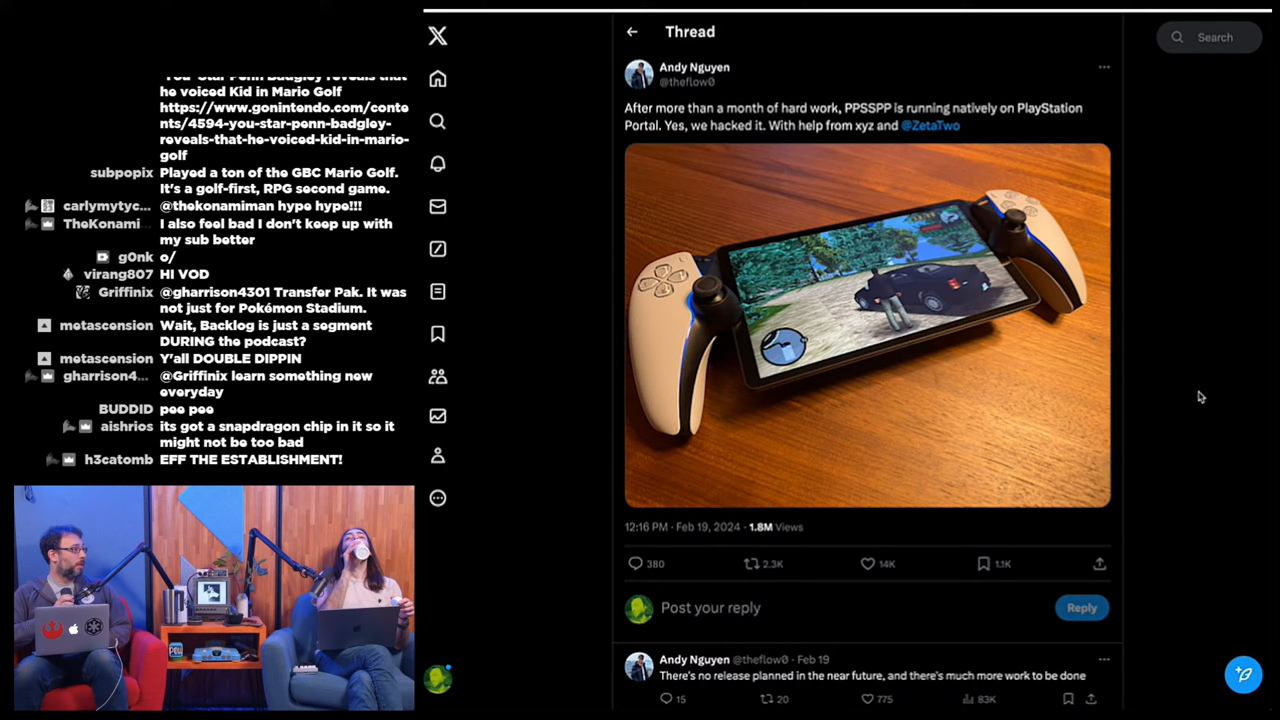 "You" Star Penn Badgley reveals that
he voiced Kid in Mario Golf
https://www.gonintendo.com/conte
nts/4594-you-star-penn-badgley-
reveals-that-he-voiced-kid-in-mario-
golf
subpopix Played a ton of the GBC Mario Golf.
It's a golf-first, RPG second game.
carlymytyc... @thekonamiman hype hype!!!
TheKonami... I also feel bad I don't keep up with
my sub better
g0nk o/
virang807 HI VOD
Griffinix @gharrison4301 Transfer Pak. It was
not just for Pokémon Stadium.
metascension Wait, Backlog is just a segment
DURING the podcast?
metascension Y'all DOUBLE DIPPIN
gharrison4... @Griffinix learn something new
everyday
BUDDID pee pee
aishrios its got a snapdragon chip in it so it
might not be too bad
h3catomb EFF THE ESTABLISHMENT!
POW
X
Thread
Search
Andy Nguyen
@theflow0
After more than a month of hard work, PPSSPP is running natively on PlayStation
Portal. Yes, we hacked it. With help from xyz and @ZetaTwo
12:16 PM · Feb 19, 2024 · 1.8M Views
380 2.3K 14K 1.1K
Post your reply
Reply
Andy Nguyen @theflow0 · Feb 19
There's no release planned in the near future, and there's much more work to be done
15 20 775 83K